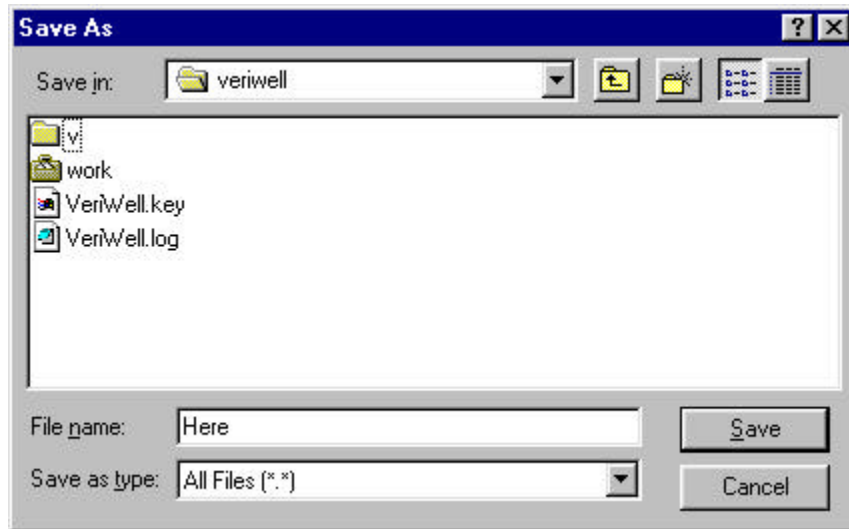 Save As
Save in: veriwell
v
work
VeriWell.key
VeriWell.log
File name: Here Save
Save as type: All Files (*.*) Cancel